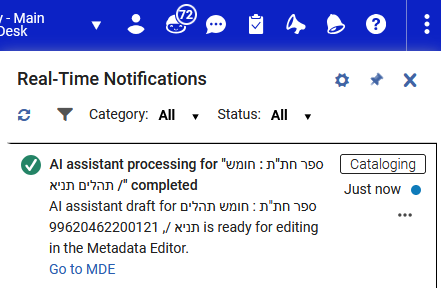 y - Main
Desk
72
Real-Time Notifications
Category: All Status: All
AI assistant processing for "ספר חת"ת : חומש
תהלים תניא /" completed
Cataloging
AI assistant draft for ספר חת"ת : חומש תהלים
Just now
תניא /, 99620462200121 is ready for editing
in the Metadata Editor.
Go to MDE